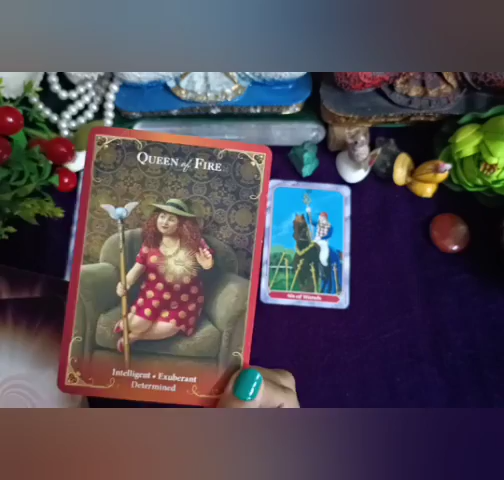 QUEEN of FIRE
Intelligent • Exuberant
Determined
Six of Wands